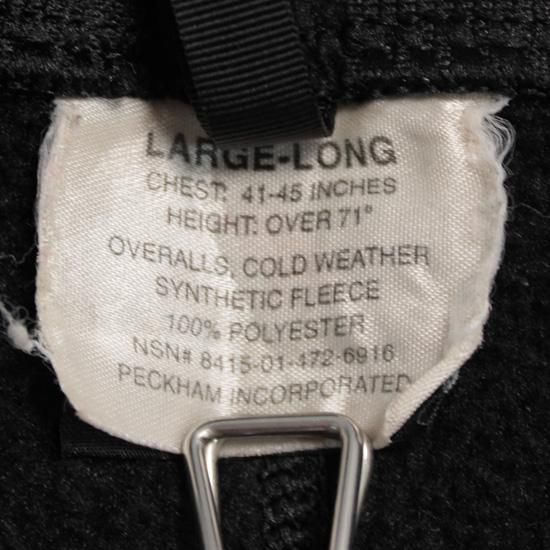 LARGE-LONG
CHEST: 41-45 INCHES
HEIGHT: OVER 71°
OVERALLS, COLD WEATHER
SYNTHETIC FLEECE
100% POLYESTER
NSN# 8415-01-472-6916
PECKHAM INCORPORATED